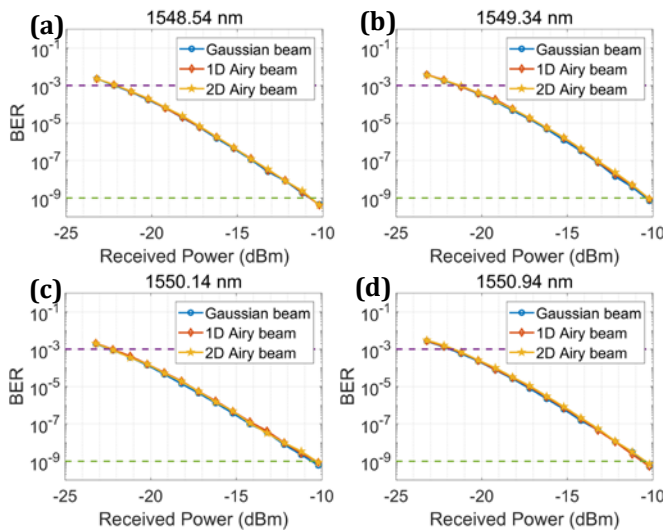 (a) 1548.54 nm
10^-1
10^-3
10^-5
10^-7
10^-9
BER
Gaussian beam
1D Airy beam
2D Airy beam
-25 -20 -15 -10
Received Power (dBm)
(b) 1549.34 nm
10^-1
10^-3
10^-5
10^-7
10^-9
BER
Gaussian beam
1D Airy beam
2D Airy beam
-25 -20 -15 -10
Received Power (dBm)
(c) 1550.14 nm
10^-1
10^-3
10^-5
10^-7
10^-9
BER
Gaussian beam
1D Airy beam
2D Airy beam
-25 -20 -15 -10
Received Power (dBm)
(d) 1550.94 nm
10^-1
10^-3
10^-5
10^-7
10^-9
BER
Gaussian beam
1D Airy beam
2D Airy beam
-25 -20 -15 -10
Received Power (dBm)